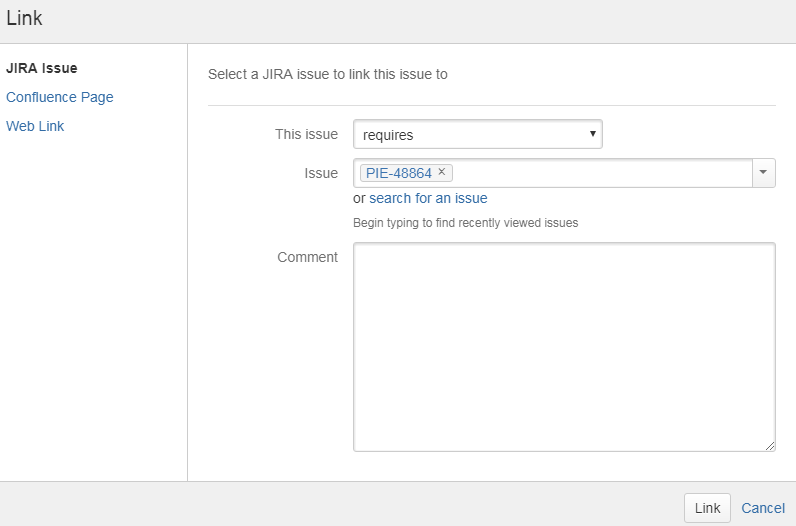 Link
JIRA Issue
Confluence Page
Web Link
Select a JIRA issue to link this issue to
This issue requires
Issue PIE-48864 ×
or search for an issue
Begin typing to find recently viewed issues
Comment
Link Cancel